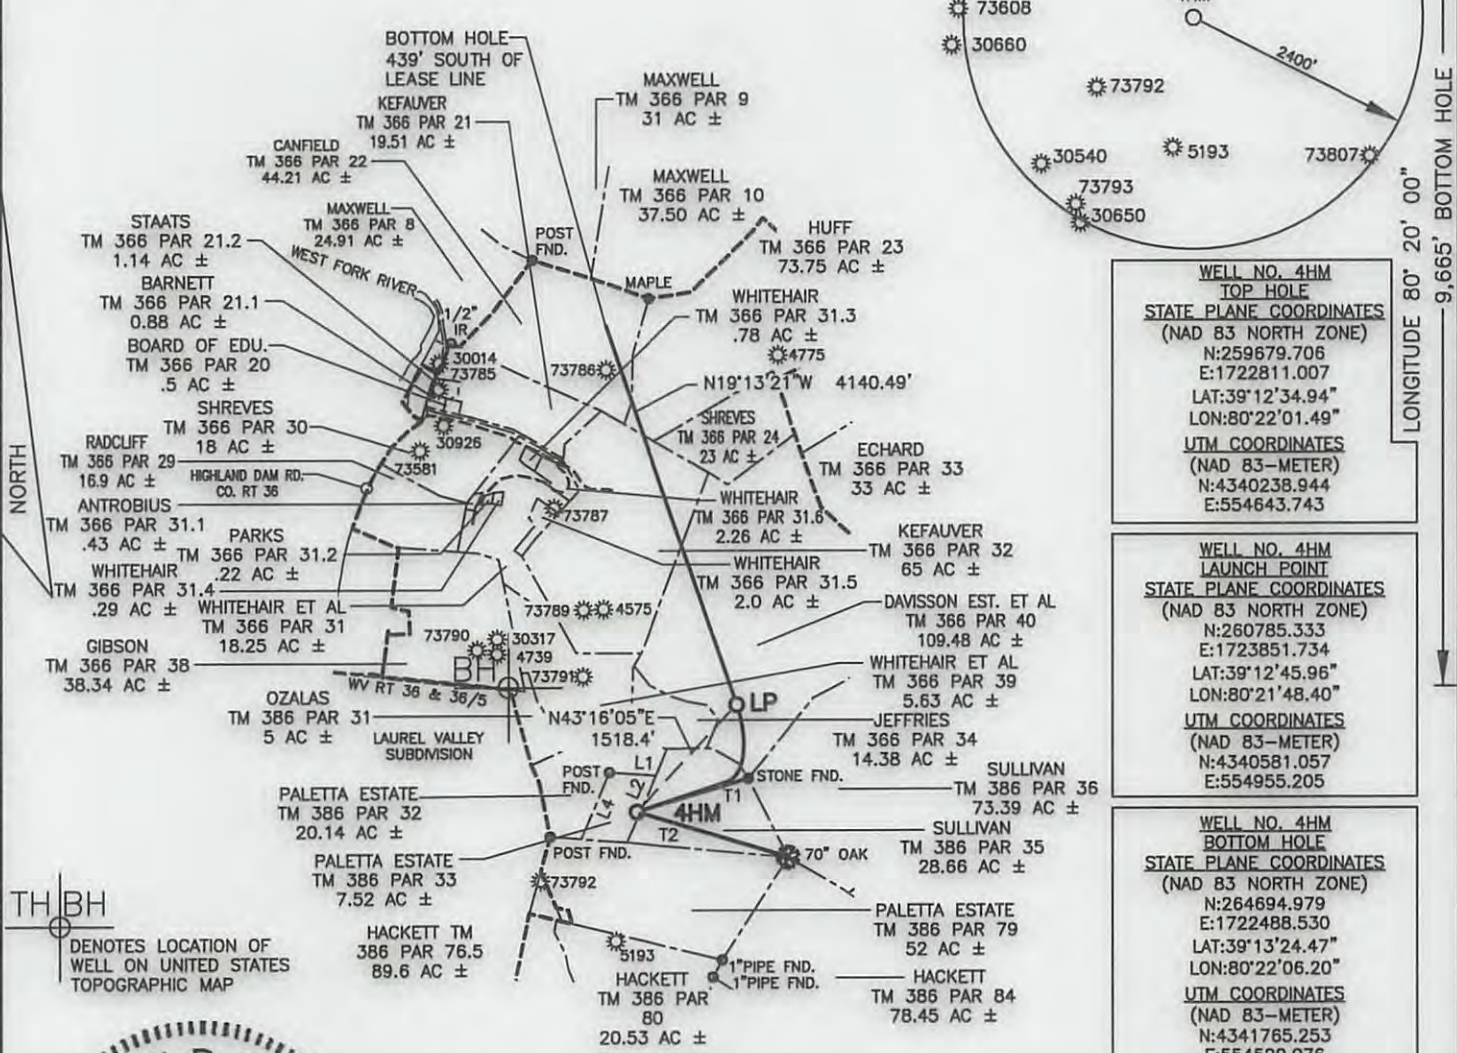 BOTTOM HOLE
439' SOUTH OF
LEASE LINE
KEFAUVER
TM 366 PAR 21
19.51 AC ±
CANFIELD
TM 366 PAR 22
44.21 AC ±
MAXWELL
TM 366 PAR 9
31 AC ±
MAXWELL
TM 366 PAR 10
37.50 AC ±
MAXWELL
TM 366 PAR 8
24.91 AC ±
STAATS
TM 366 PAR 21.2
1.14 AC ±
WEST FORK RIVER
POST
FND.
HUFF
TM 366 PAR 23
73.75 AC ±
BARNETT
TM 366 PAR 21.1
0.88 AC ±
MAPLE
WHITEHAIR
TM 366 PAR 31.3
.78 AC ±
1/2"
IR
BOARD OF EDU.
TM 366 PAR 20
.5 AC ±
30014
73785
73786
4775
N19°13'21"W 4140.49'
SHREVES
TM 366 PAR 30
18 AC ±
30926
SHREVES
TM 366 PAR 24
23 AC ±
RADCLIFF
TM 366 PAR 29
16.9 AC ±
73581
HIGHLAND DAM RD.
CO. RT 36
ECHARD
TM 366 PAR 33
33 AC ±
ANTROBIUS
TM 366 PAR 31.1
.43 AC ±
73787
WHITEHAIR
TM 366 PAR 31.6
2.26 AC ±
PARKS
TM 366 PAR 31.2
.22 AC ±
KEFAUVER
TM 366 PAR 32
65 AC ±
WHITEHAIR
TM 366 PAR 31.4
.29 AC ±
WHITEHAIR
TM 366 PAR 31.5
2.0 AC ±
WHITEHAIR ET AL
TM 366 PAR 31
18.25 AC ±
73789
4575
DAVISSON EST. ET AL
TM 366 PAR 40
109.48 AC ±
GIBSON
TM 366 PAR 38
38.34 AC ±
73790
30317
4739
BH
73791
WHITEHAIR ET AL
TM 366 PAR 39
5.63 AC ±
WV RT 36 & 36/5
OZALAS
TM 386 PAR 31
5 AC ±
LAUREL VALLEY
SUBDIVISION
N43°16'05"E
1518.4'
LP
JEFFRIES
TM 366 PAR 34
14.38 AC ±
POST
FND.
L1
L2
L4
STONE FND.
T1
SULLIVAN
TM 386 PAR 36
73.39 AC ±
PALETTA ESTATE
TM 386 PAR 32
20.14 AC ±
4HM
T2
SULLIVAN
TM 386 PAR 35
28.66 AC ±
POST FND.
70" OAK
PALETTA ESTATE
TM 386 PAR 33
7.52 AC ±
73792
PALETTA ESTATE
TM 386 PAR 79
52 AC ±
HACKETT TM
386 PAR 76.5
89.6 AC ±
5193
1"PIPE FND.
1"PIPE FND.
HACKETT
TM 386 PAR
80
20.53 AC ±
HACKETT
TM 386 PAR 84
78.45 AC ±
NORTH
TH BH
DENOTES LOCATION OF
WELL ON UNITED STATES
TOPOGRAPHIC MAP
73608
30660
2400'
73792
30540
5193
73807
73793
30650
LONGITUDE 80° 20' 00"
9,665' BOTTOM HOLE
WELL NO. 4HM
TOP HOLE
STATE PLANE COORDINATES
(NAD 83 NORTH ZONE)
N:259679.706
E:1722811.007
LAT:39°12'34.94"
LON:80°22'01.49"
UTM COORDINATES
(NAD 83-METER)
N:4340238.944
E:554643.743
WELL NO. 4HM
LAUNCH POINT
STATE PLANE COORDINATES
(NAD 83 NORTH ZONE)
N:260785.333
E:1723851.734
LAT:39°12'45.96"
LON:80°21'48.40"
UTM COORDINATES
(NAD 83-METER)
N:4340581.057
E:554955.205
WELL NO. 4HM
BOTTOM HOLE
STATE PLANE COORDINATES
(NAD 83 NORTH ZONE)
N:264694.979
E:1722488.530
LAT:39°13'24.47"
LON:80°22'06.20"
UTM COORDINATES
(NAD 83-METER)
N:4341765.253